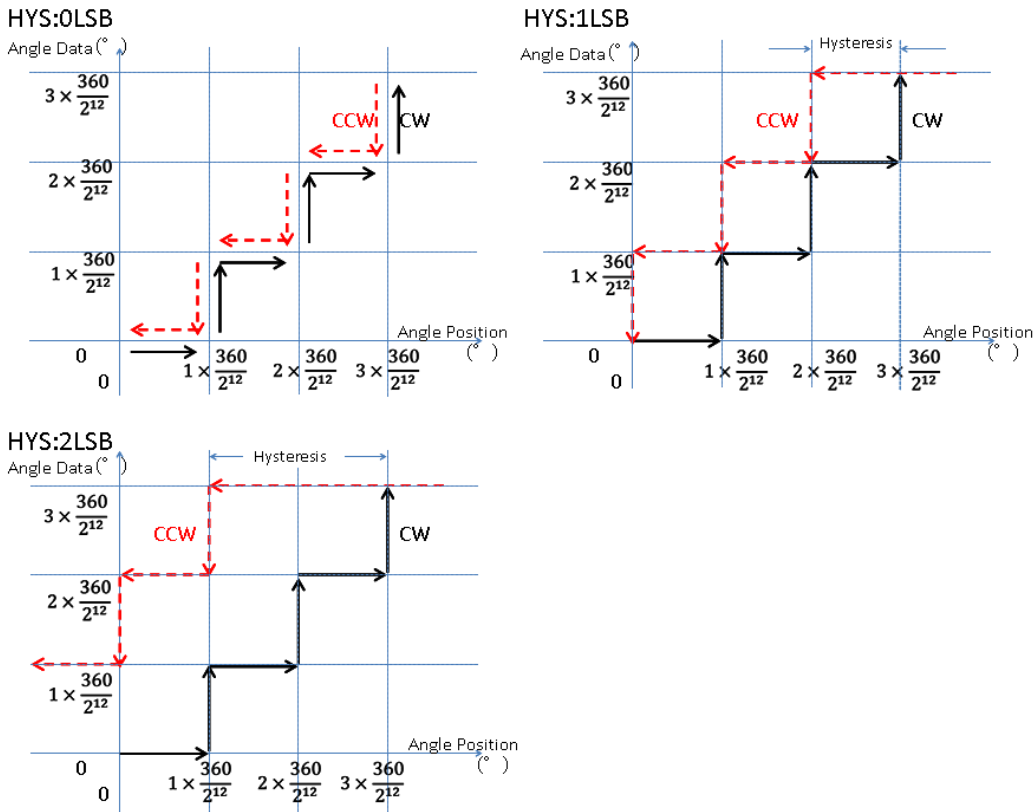 HYS:0LSB
Angle Data(°)
3 × 360/2¹²
CCW
CW
2 × 360/2¹²
1 × 360/2¹²
Angle Position
(°)
0
1 × 360/2¹²
2 × 360/2¹²
3 × 360/2¹²
0
HYS:1LSB
Angle Data(°)
Hysteresis
3 × 360/2¹²
CCW
CW
2 × 360/2¹²
1 × 360/2¹²
Angle Position
(°)
0
1 × 360/2¹²
2 × 360/2¹²
3 × 360/2¹²
0
HYS:2LSB
Angle Data(°)
Hysteresis
3 × 360/2¹²
CCW
CW
2 × 360/2¹²
1 × 360/2¹²
Angle Position
(°)
0
1 × 360/2¹²
2 × 360/2¹²
3 × 360/2¹²
0